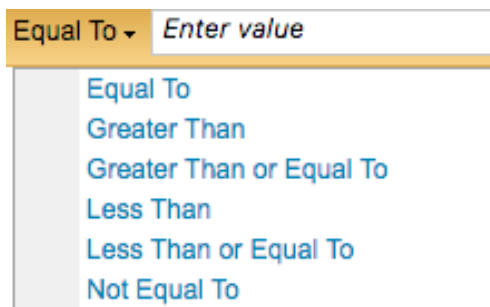 Equal To Enter value
Equal To
Greater Than
Greater Than or Equal To
Less Than
Less Than or Equal To
Not Equal To